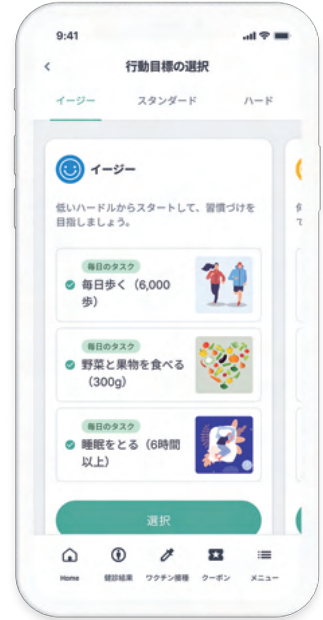 9:41
行動目標の選択
イージー スタンダード ハード
イージー
低いハードルからスタートして、習慣づけを
目指しましょう。
毎日のタスク
毎日歩く（6,000
歩）
毎日のタスク
野菜と果物を食べる
（300g）
毎日のタスク
睡眠をとる（6時間
以上）
選択
Home 健診結果 ワクチン接種 クーポン メニュー